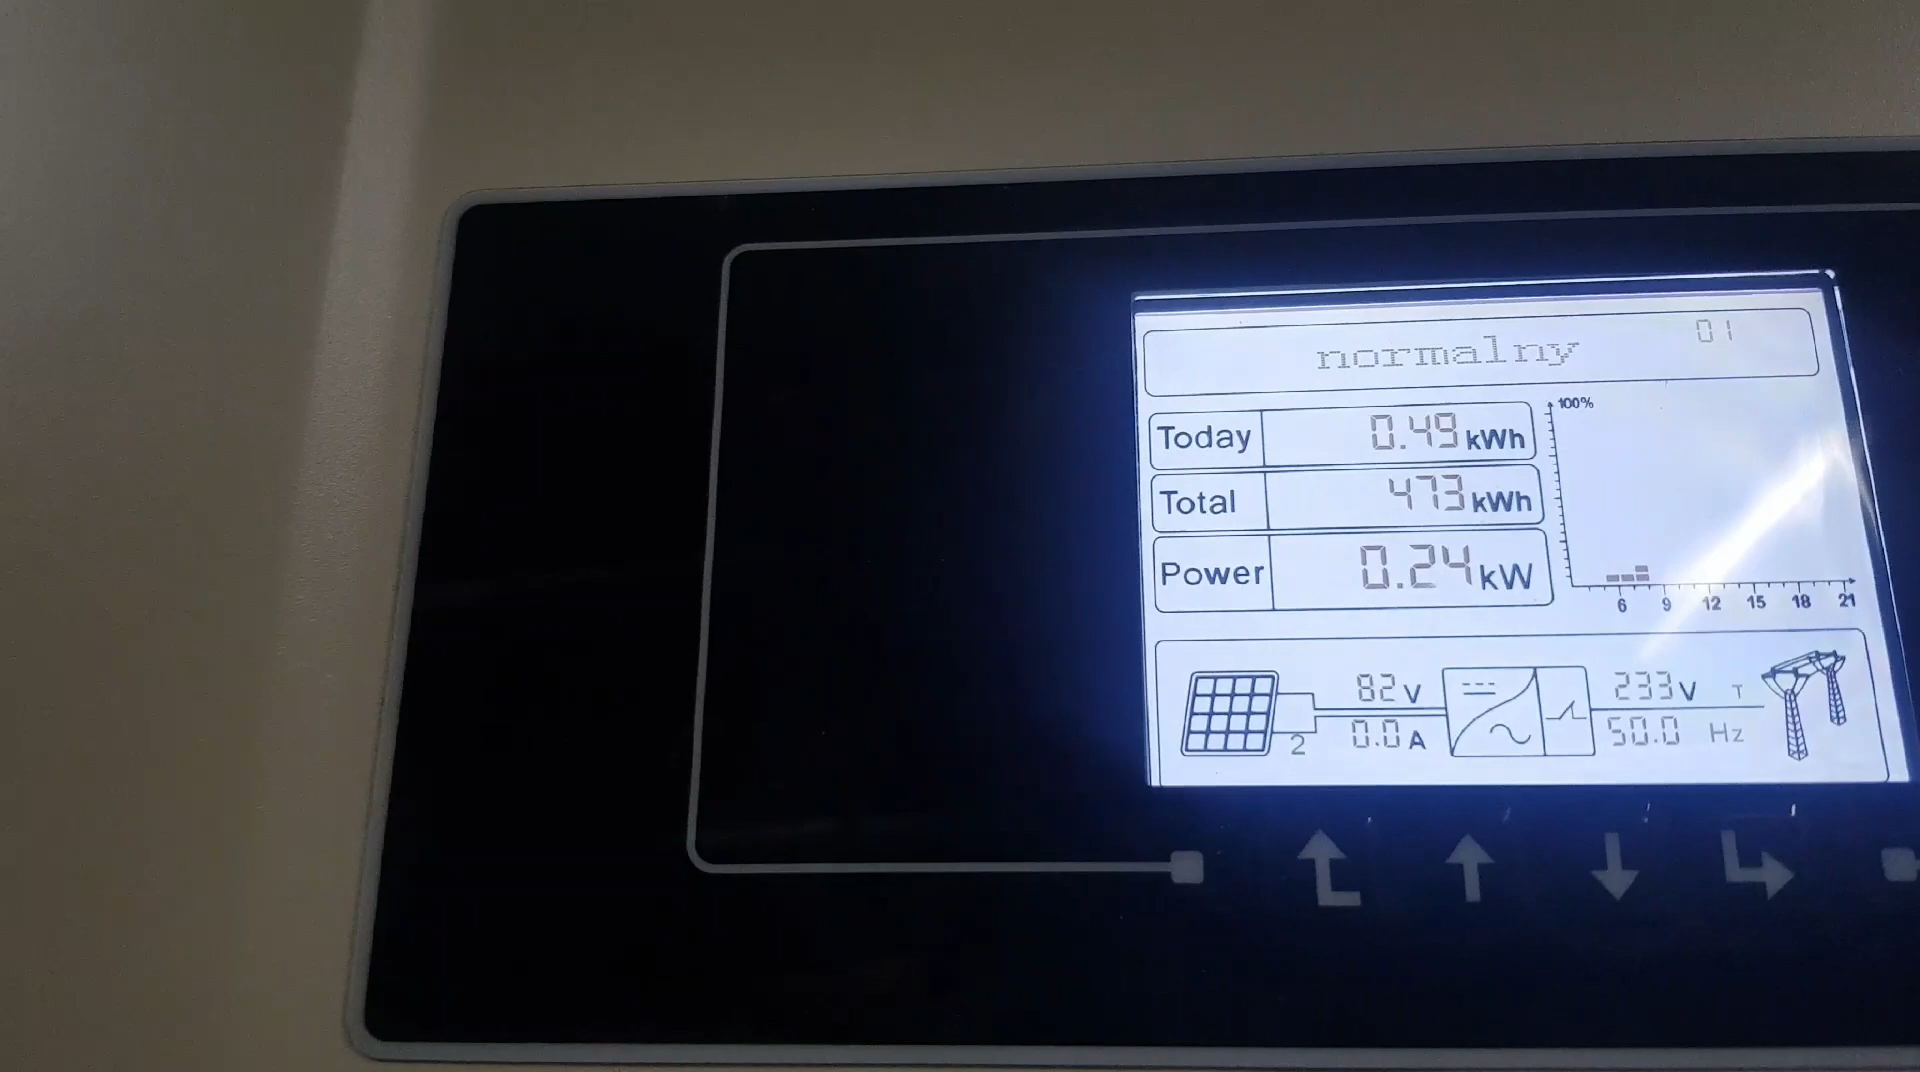 normalny 01
Today 0.49 kWh
Total 473 kWh
Power 0.24 kW
100%
6 9 12 15 18 21
82 V 233 V T
2 0.0 A 50.0 Hz